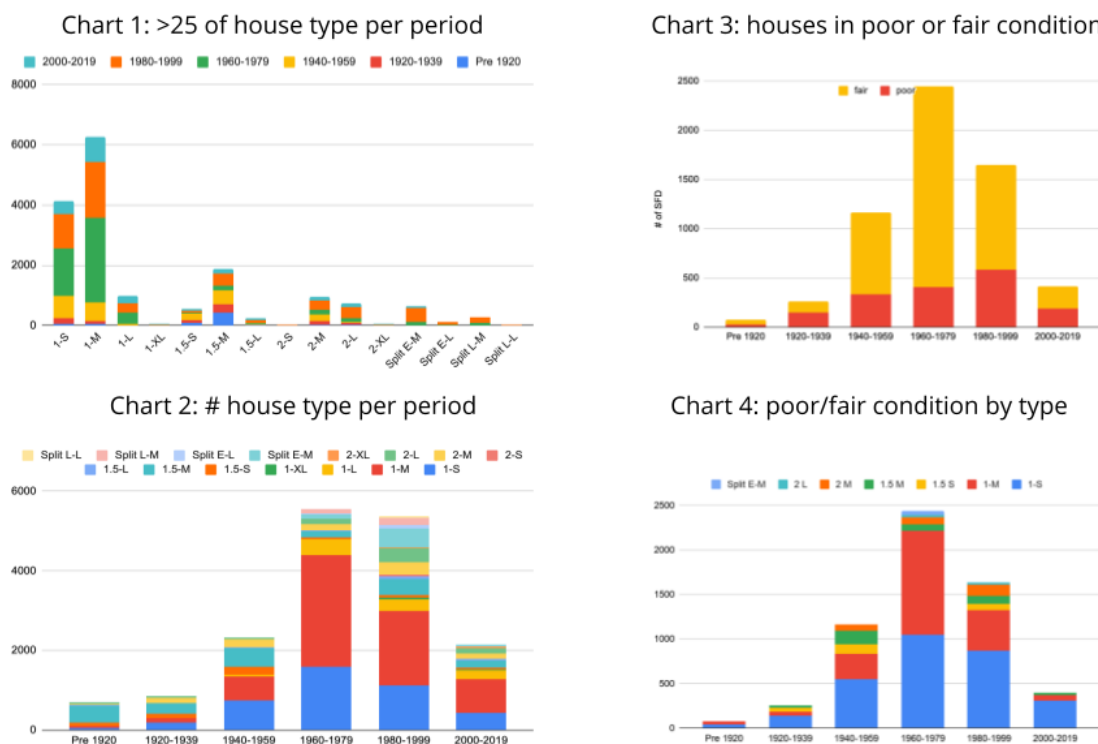 Chart 1: >25 of house type per period
2000-2019 1980-1999 1960-1979 1940-1959 1920-1939 Pre 1920
8000
6000
4000
2000
0
1-S 1-M 1-L 1-XL 1.5-S 1.5-M 1.5-L 2-S 2-M 2-L 2-XL Split E-M Split E-L Split L-M Split L-L
Chart 3: houses in poor or fair condition
fair poor
# of SFD
2500
2000
1500
1000
500
0
Pre 1920 1920-1939 1940-1959 1960-1979 1980-1999 2000-2019
Chart 2: # house type per period
Split L-L Split L-M Split E-L Split E-M 2-XL 2-L 2-M 2-S
1.5-L 1.5-M 1.5-S 1-XL 1-L 1-M 1-S
6000
4000
2000
0
Pre 1920 1920-1939 1940-1959 1960-1979 1980-1999 2000-2019
Chart 4: poor/fair condition by type
Split E-M 2 L 2 M 1.5 M 1.5 S 1-M 1-S
2500
2000
1500
1000
500
0
Pre 1920 1920-1939 1940-1959 1960-1979 1980-1999 2000-2019